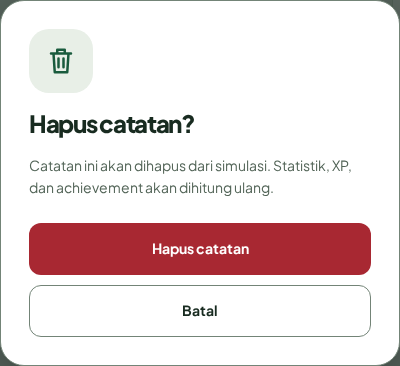 Hapus catatan?
Catatan ini akan dihapus dari simulasi. Statistik, XP,
dan achievement akan dihitung ulang.
Hapus catatan
Batal